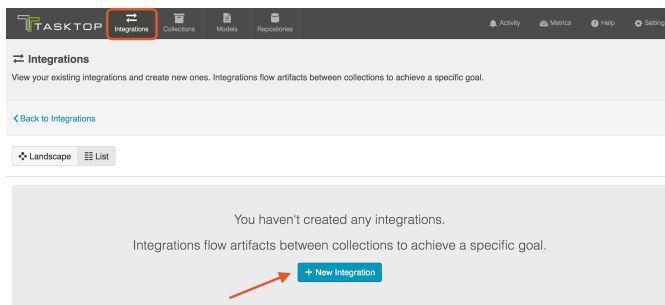 TASKTOP
Integrations
Collections
Models
Repositories
Activity
Metrics
Help
Setting
Integrations
View your existing integrations and create new ones. Integrations flow artifacts between collections to achieve a specific goal.
Back to Integrations
Landscape
List
You haven't created any integrations.
Integrations flow artifacts between collections to achieve a specific goal.
+ New Integration